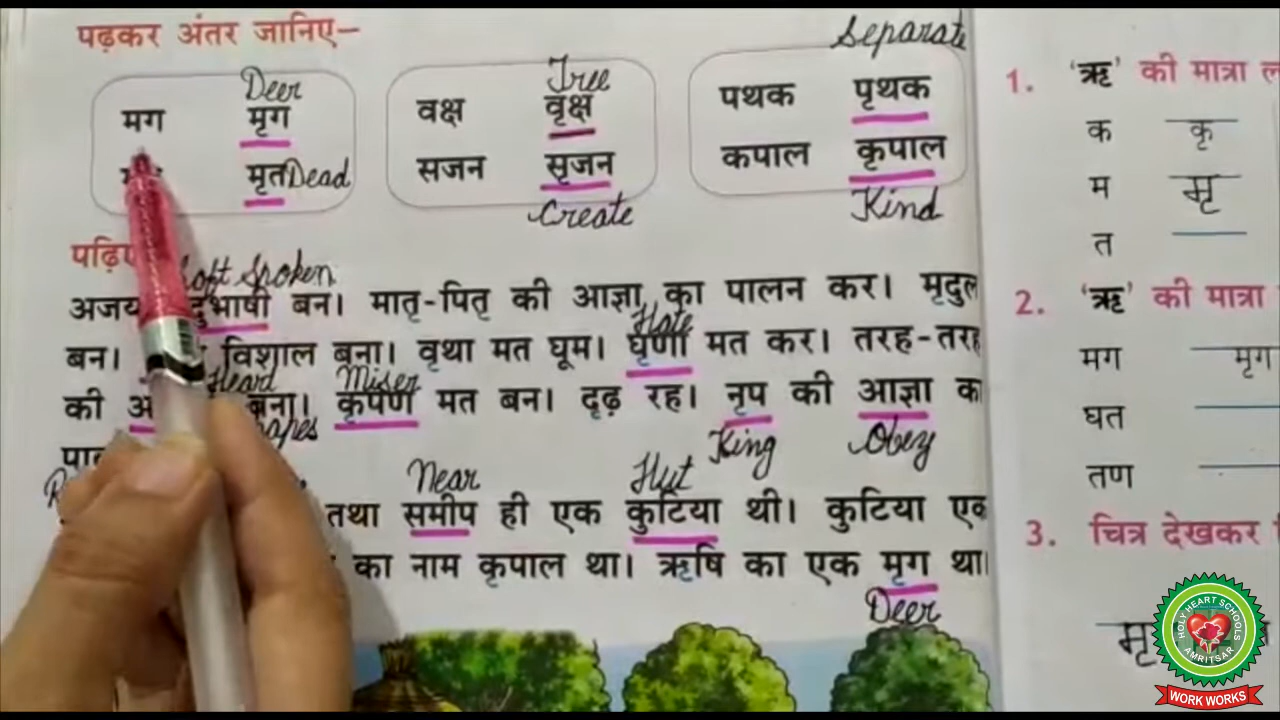 पढ़कर अंतर जानिए–
Deer
Tree
Separate
मग मृग
वक्ष वृक्ष
पथक पृथक
मृत Dead
सजन सृजन
कपाल कृपाल
Create
Kind
Soft Spoken
अजय बन। मातृ-पितृ की आज्ञा का पालन कर। मृदुल
Hate
बन। विशाल बना। वृथा मत घूम। घृणा मत कर। तरह-तरह
Heart Miser
की बना। कृपण मत बन। दृढ़ रह। नृप की आज्ञा का
King Obey
Near Hut
तथा समीप ही एक कुटिया थी। कुटिया एक
का नाम कृपाल था। ऋषि का एक मृग था।
Deer
1. 'ऋ' की मात्रा
क कृ
म मृ
त
2. 'ऋ' की मात्रा
मग मृग
घत
तण
3. चित्र देखकर
मृ
HOLY HEART SCHOOLS
AMRITSAR
WORK WORKS